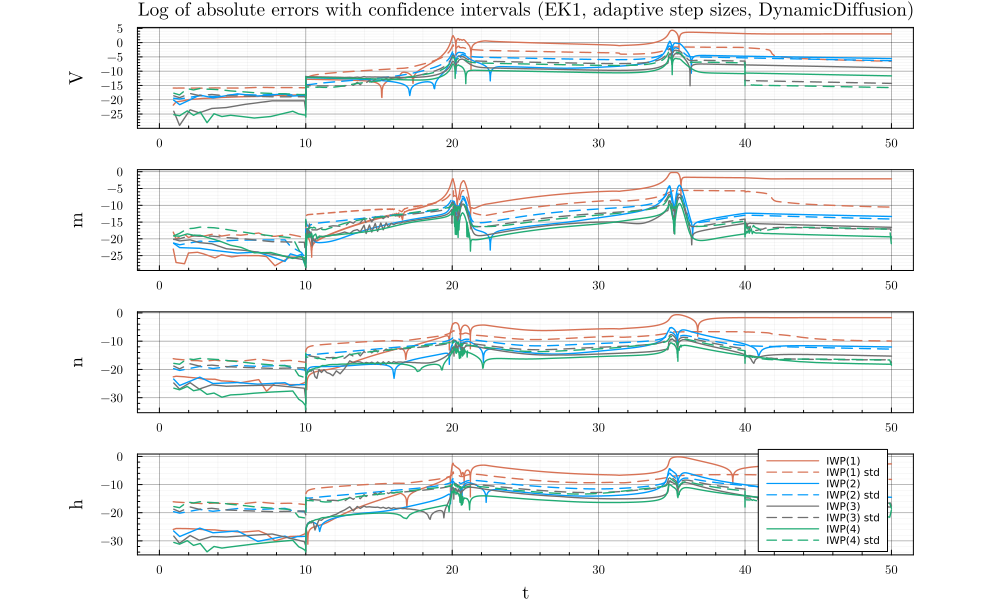 Log of absolute errors with confidence intervals (EK1, adaptive step sizes, DynamicDiffusion)
V
5
0
−5
−10
−15
−20
−25
0 10 20 30 40 50
m
0
−5
−10
−15
−20
−25
0 10 20 30 40 50
n
0
−10
−20
−30
0 10 20 30 40 50
h
0
−10
−20
−30
0 10 20 30 40 50
t
IWP(1)
IWP(1) std
IWP(2)
IWP(2) std
IWP(3)
IWP(3) std
IWP(4)
IWP(4) std